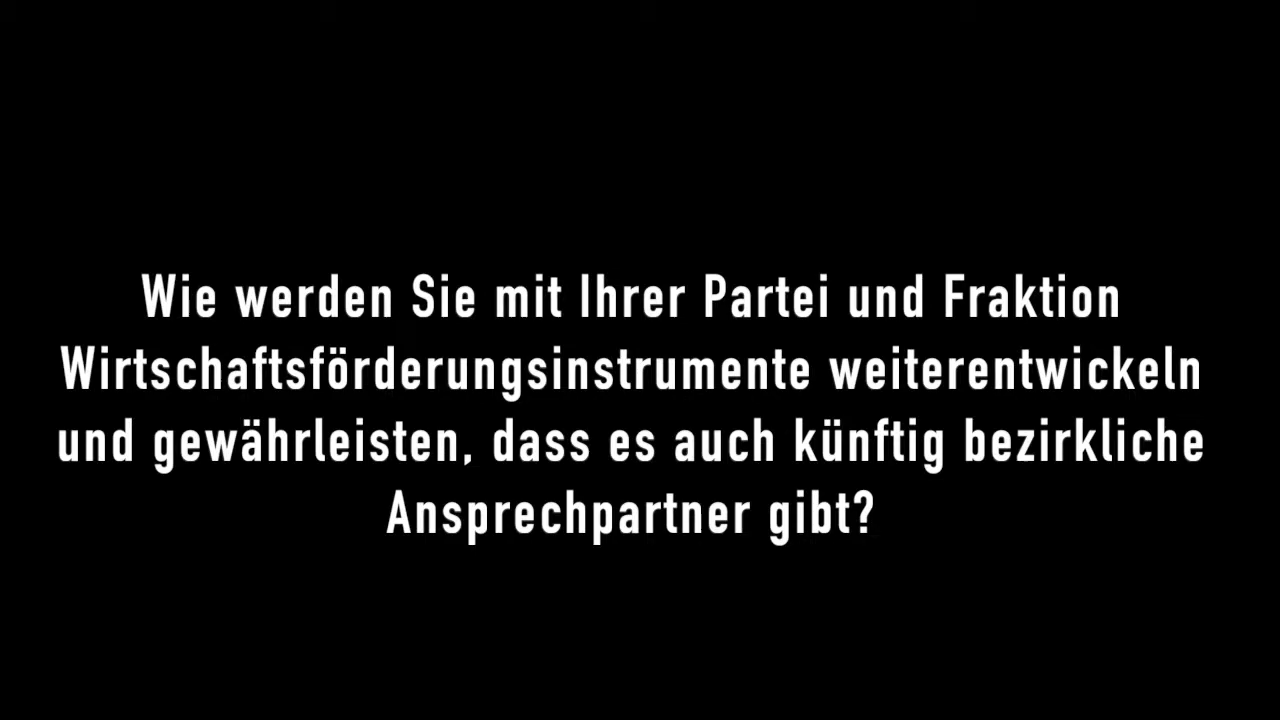 Wie werden Sie mit Ihrer Partei und Fraktion
Wirtschaftsförderungsinstrumente weiterentwickeln
und gewährleisten, dass es auch künftig bezirkliche
Ansprechpartner gibt?